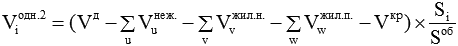 V_i^{одн.2} = (V^д − ∑_u V_u^{неж.} − ∑_v V_v^{жил.н.} − ∑_w V_w^{жил.п.} − V^{кр}) × S_i / S^{об}